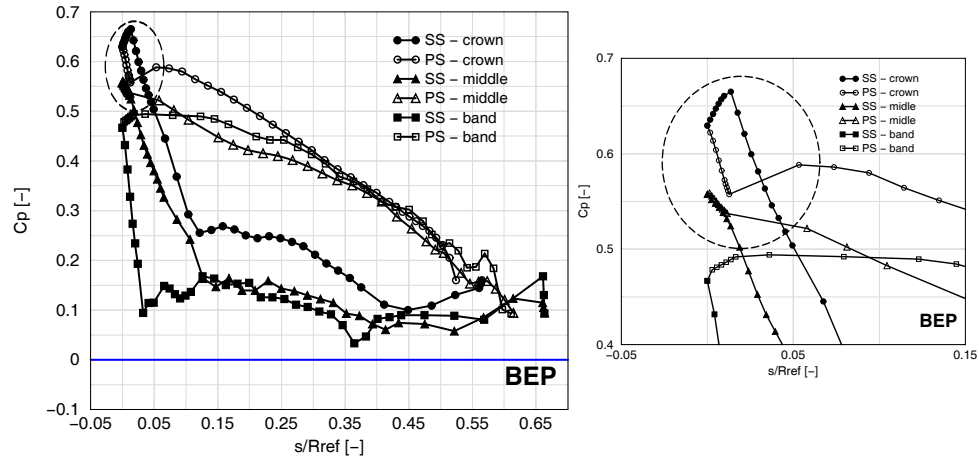 0.7
0.6
0.5
0.4
0.3
0.2
0.1
0
−0.1
Cp [−]
−0.05
0.05
0.15
0.25
0.35
0.45
0.55
0.65
s/Rref [−]
SS − crown
PS − crown
SS − middle
PS − middle
SS − band
PS − band
BEP
0.7
0.6
0.5
0.4
−0.05
0.05
0.15
s/Rref [−]
SS − crown
PS − crown
SS − midle
PS − midle
SS − band
PS − band
BEP